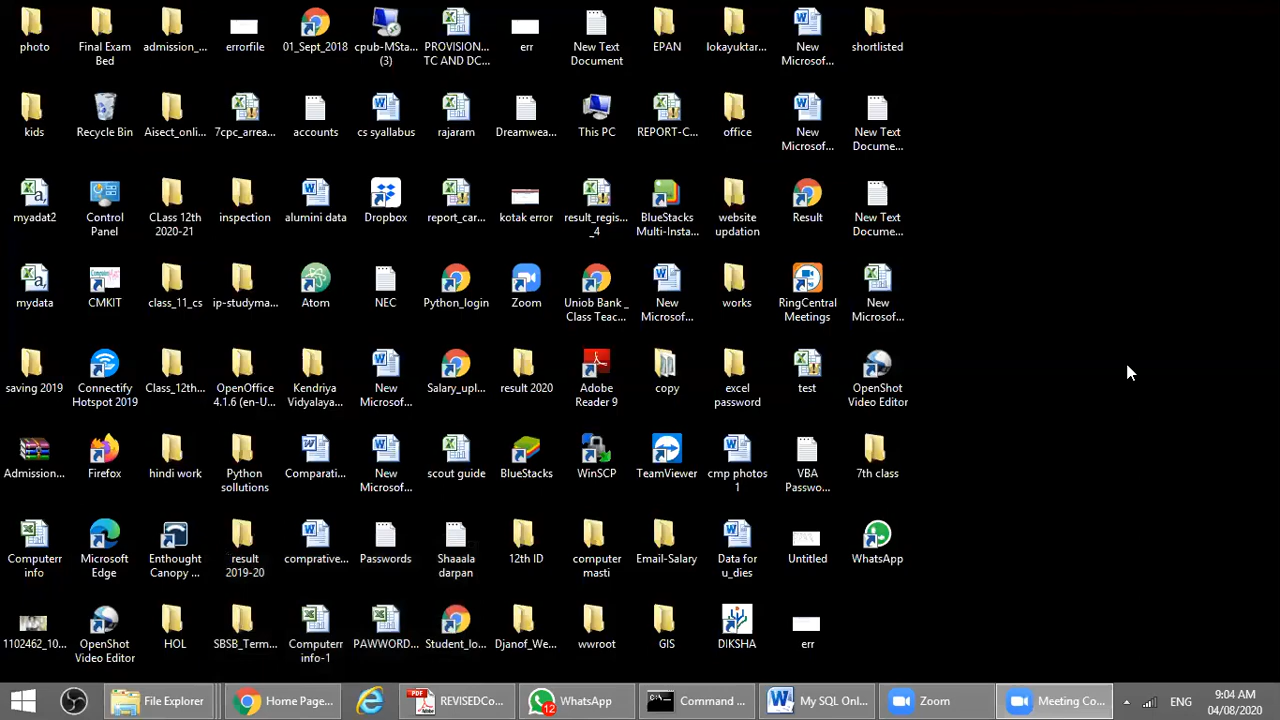 photo
Final Exam
Bed
admission_...
errorfile
01_Sept_2018
cpub-MSta...
(3)
PROVISION...
TC AND DC...
err
New Text
Document
EPAN
lokayuktar...
New
Microsof...
shortlisted
kids
Recycle Bin
Aisect_onli...
7cpc_arrea...
accounts
cs syallabus
rajaram
Dreamwea...
This PC
REPORT-C...
office
New
Microsof...
New Text
Docume...
myadat2
Control
Panel
CLass 12th
2020-21
inspection
alumini data
Dropbox
report_car...
kotak error
result_regis...
_4
BlueStacks
Multi-Insta...
website
updation
Result
New Text
Docume...
mydata
CMKIT
class_11_cs
ip-studyma...
Atom
NEC
Python_login
Zoom
Uniob Bank _
Class Teac...
New
Microsof...
works
RingCentral
Meetings
New
Microsof...
saving 2019
Connectify
Hotspot 2019
Class_12th...
OpenOffice
4.1.6 (en-U...
Kendriya
Vidyalaya...
New
Microsof...
Salary_upl...
result 2020
Adobe
Reader 9
copy
excel
password
test
OpenShot
Video Editor
Admission...
Firefox
hindi work
Python
sollutions
Comparati...
New
Microsof...
scout guide
BlueStacks
WinSCP
TeamViewer
cmp photos
1
VBA
Passwo...
7th class
Computerr
info
Microsoft
Edge
Enthought
Canopy ...
result
2019-20
comprative...
Passwords
Shaaala
darpan
12th ID
computer
masti
Email-Salary
Data for
u_dies
Untitled
WhatsApp
1102462_10...
OpenShot
Video Editor
HOL
SBSB_Term...
Computerr
info-1
PAWWORD...
Student_lo...
Djanof_We...
wwroot
GIS
DIKSHA
err
File Explorer
Home Page...
REVISEDCo...
12
WhatsApp
Command ...
My SQL Onl...
Zoom
Meeting Co...
ENG
9:04 AM
04/08/2020